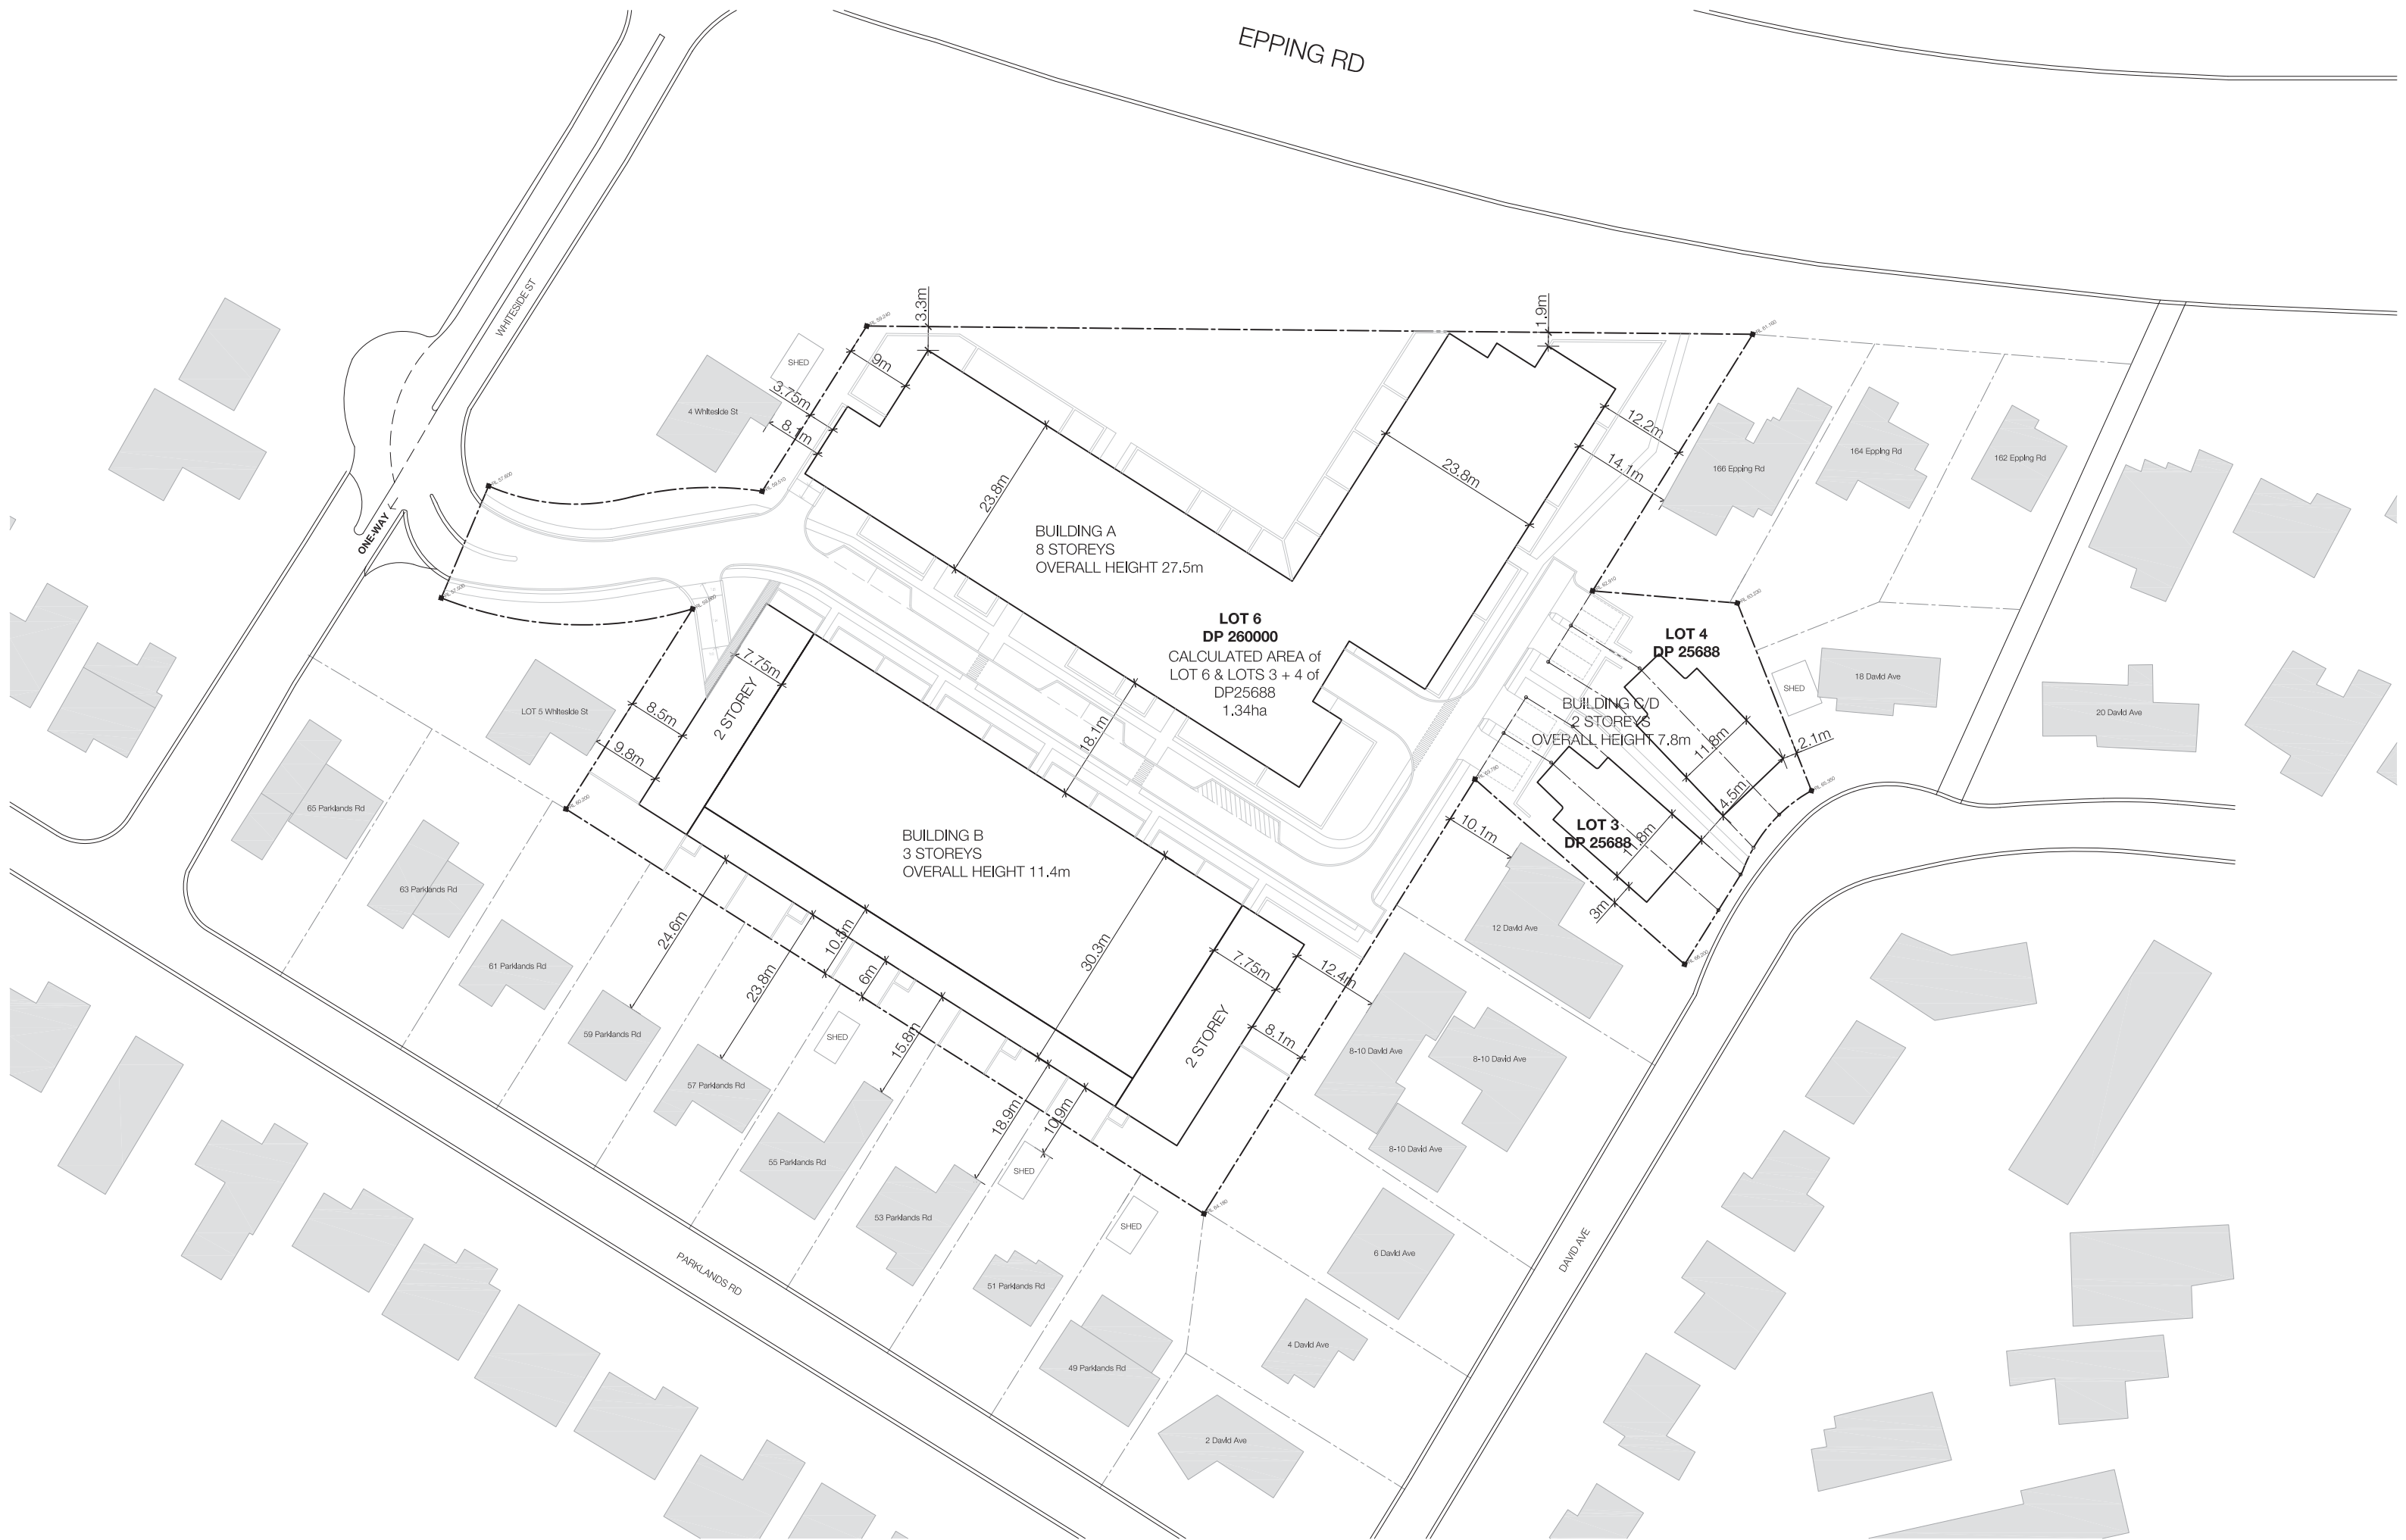 EPPING RD
WHITESIDE ST
ONE-WAY
3.3m
1.9m
SHED
9m
3.75m
8.1m
4 Whiteside St
23.8m
23.8m
12.2m
14.1m
166 Epping Rd
164 Epping Rd
162 Epping Rd
BUILDING A
8 STOREYS
OVERALL HEIGHT 27.5m
LOT 6
DP 260000
CALCULATED AREA of
LOT 6 & LOTS 3 + 4 of
DP25688
1.34ha
LOT 4
DP 25688
SHED
18 David Ave
20 David Ave
BUILDING C/D
2 STOREYS
OVERALL HEIGHT 7.8m
11.8m
2.1m
4.5m
LOT 3
DP 25688
3m
10.1m
12 David Ave
7.75m
2 STOREY
8.5m
9.8m
LOT 5 Whiteside St
18.1m
BUILDING B
3 STOREYS
OVERALL HEIGHT 11.4m
65 Parklands Rd
63 Parklands Rd
61 Parklands Rd
59 Parklands Rd
57 Parklands Rd
55 Parklands Rd
53 Parklands Rd
51 Parklands Rd
49 Parklands Rd
24.6m
23.8m
10.5m
6m
15.8m
30.3m
18.9m
10.9m
SHED
SHED
SHED
7.75m
2 STOREY
12.4m
8.1m
8-10 David Ave
8-10 David Ave
8-10 David Ave
6 David Ave
4 David Ave
2 David Ave
PARKLANDS RD
DAVID AVE